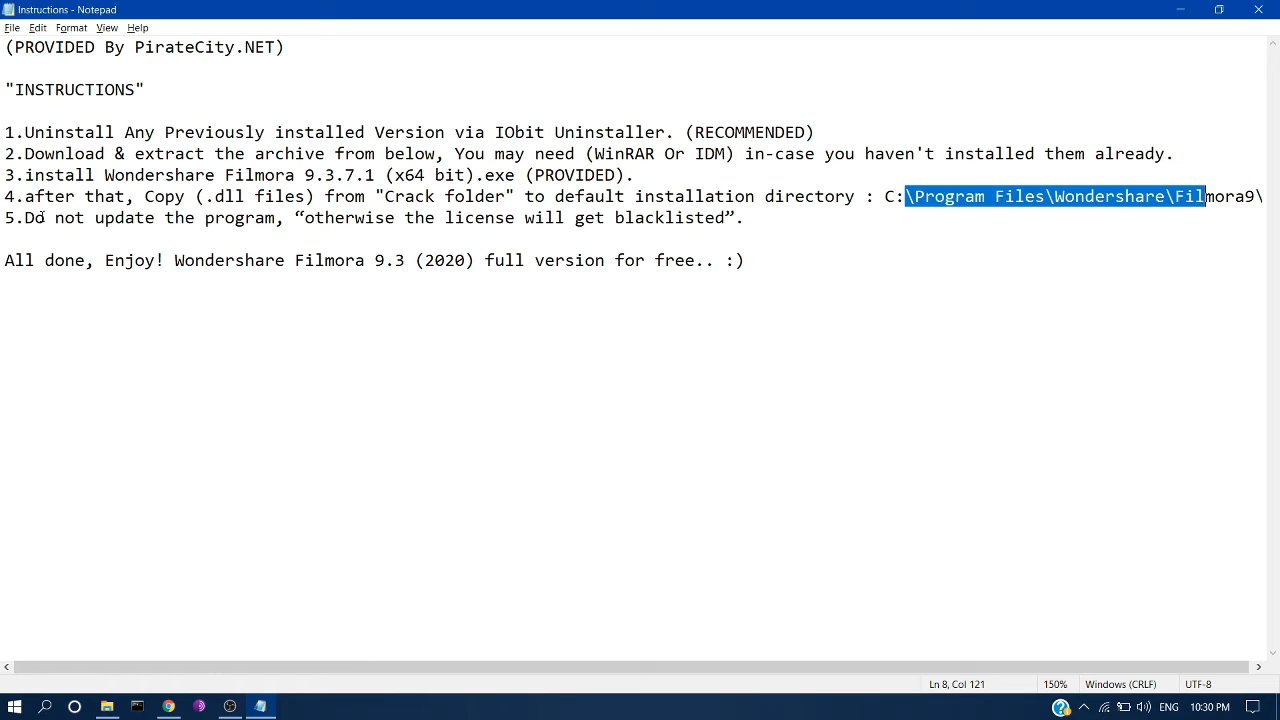 Instructions - Notepad
File Edit Format View Help
(PROVIDED By PirateCity.NET)
"INSTRUCTIONS"
1.Uninstall Any Previously installed Version via IObit Uninstaller. (RECOMMENDED)
2.Download & extract the archive from below, You may need (WinRAR Or IDM) in-case you haven't installed them already.
3.install Wondershare Filmora 9.3.7.1 (x64 bit).exe (PROVIDED).
4.after that, Copy (.dll files) from "Crack folder" to default installation directory : C:\Program Files\Wondershare\Filmora9\
5.Do not update the program, “otherwise the license will get blacklisted”.
All done, Enjoy! Wondershare Filmora 9.3 (2020) full version for free.. :)
Ln 8, Col 121 150% Windows (CRLF) UTF-8
ENG 10:30 PM